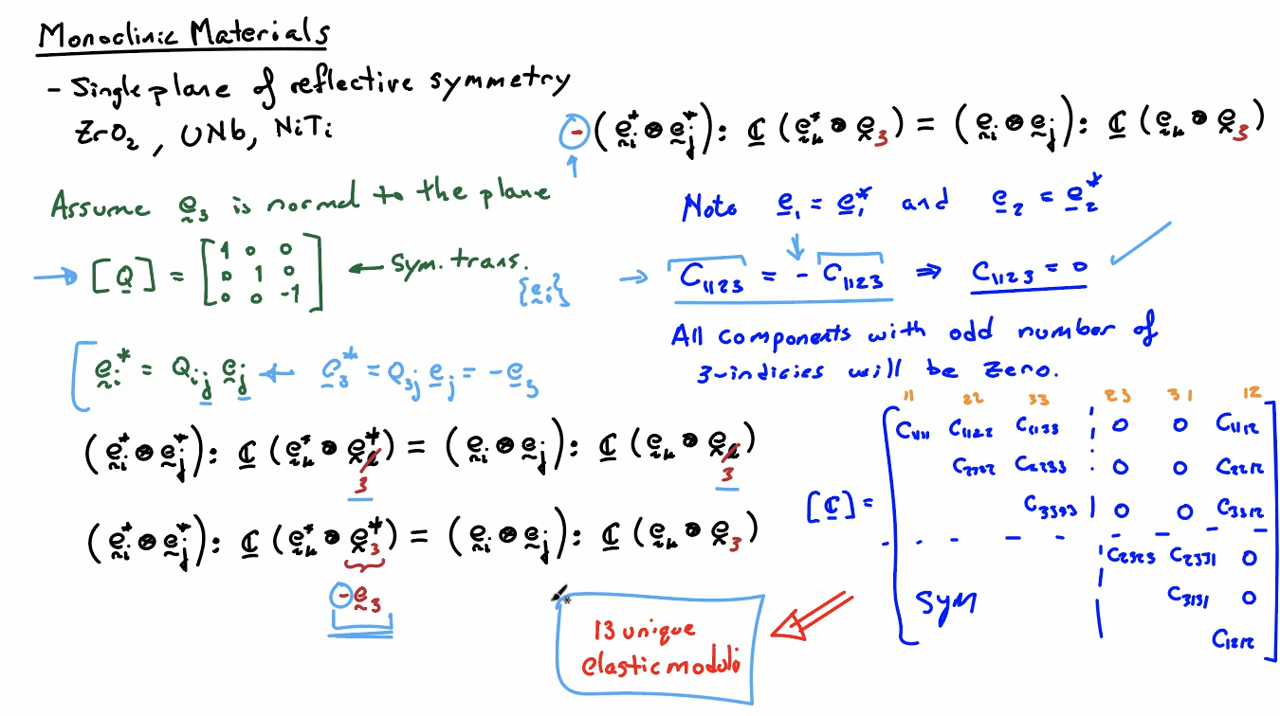 Monoclinic Materials
- Single plane of reflective symmetry
ZrO₂, UNb, NiTi
Assume e₃ is normal to the plane
[Q] = [1 0 0
0 1 0
0 0 -1] ← Sym. trans.
{eᵢ}
eᵢ* = Qᵢⱼ eⱼ ← e₃* = Q₃ⱼ eⱼ = -e₃
(eᵢ* ⊗ eⱼ*) : ℂ (eₖ* ⊗ e* 3) = (eᵢ ⊗ eⱼ) : ℂ (eₖ ⊗ e 3)
(eᵢ* ⊗ eⱼ*) : ℂ (eₖ* ⊗ e₃*) = (eᵢ ⊗ eⱼ) : ℂ (eₖ ⊗ e₃)
-e₃
-(eᵢ* ⊗ eⱼ*) : ℂ (eₖ* ⊗ e₃) = (eᵢ ⊗ eⱼ) : ℂ (eₖ ⊗ e₃)
Note e₁ = e₁* and e₂ = e₂*
→ C₁₁₂₃ = - C₁₁₂₃ ⇒ C₁₁₂₃ = 0 ✓
All components with odd number of
3-indicies will be zero.
11 22 33 23 31 12
C₁₁₁₁ C₁₁₂₂ C₁₁₃₃ 0 0 C₁₁₁₂
C₂₂₂₂ C₂₂₃₃ 0 0 C₂₂₁₂
[ℂ] = C₃₃₃₃ 0 0 C₃₃₁₂
C₂₃₂₃ C₂₃₃₁ 0
SYM C₃₁₃₁ 0
C₁₂₁₂
13 unique
elastic moduli